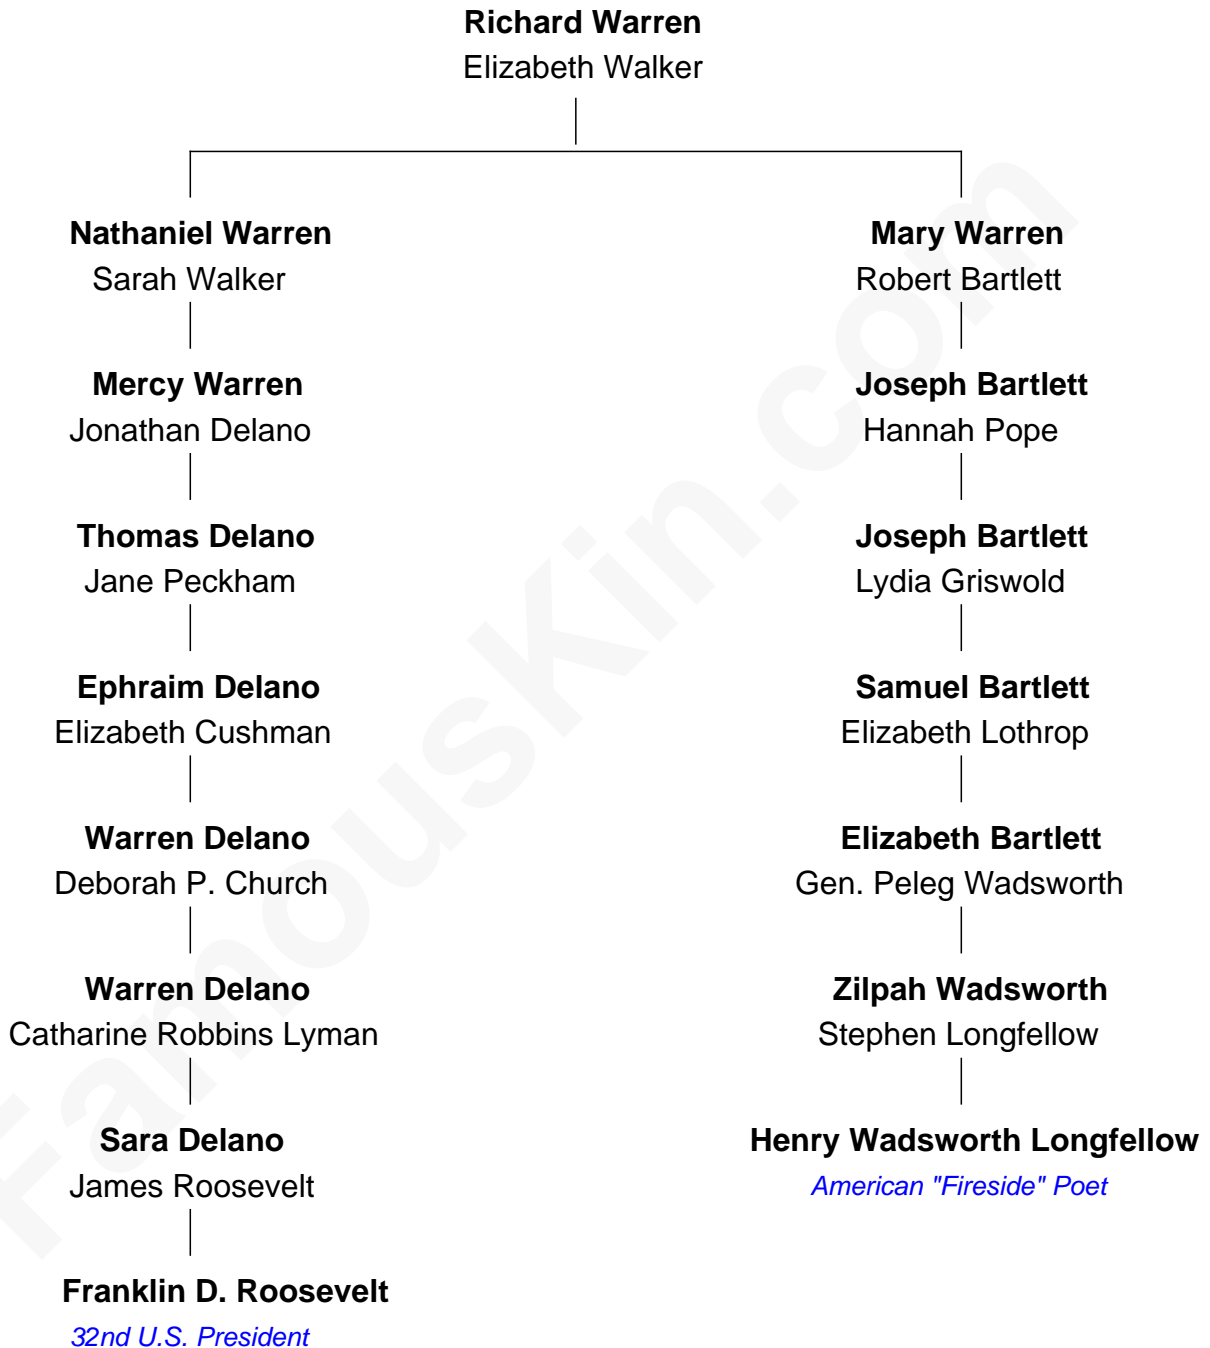 Richard Warren
Elizabeth Walker
Nathaniel Warren
Sarah Walker
Mary Warren
Robert Bartlett
Mercy Warren
Jonathan Delano
Joseph Bartlett
Hannah Pope
Thomas Delano
Jane Peckham
Joseph Bartlett
Lydia Griswold
Ephraim Delano
Elizabeth Cushman
Samuel Bartlett
Elizabeth Lothrop
Warren Delano
Deborah P. Church
Elizabeth Bartlett
Gen. Peleg Wadsworth
Warren Delano
Catharine Robbins Lyman
Zilpah Wadsworth
Stephen Longfellow
Sara Delano
James Roosevelt
Henry Wadsworth Longfellow
American "Fireside" Poet
Franklin D. Roosevelt
32nd U.S. President
FamousKin.com